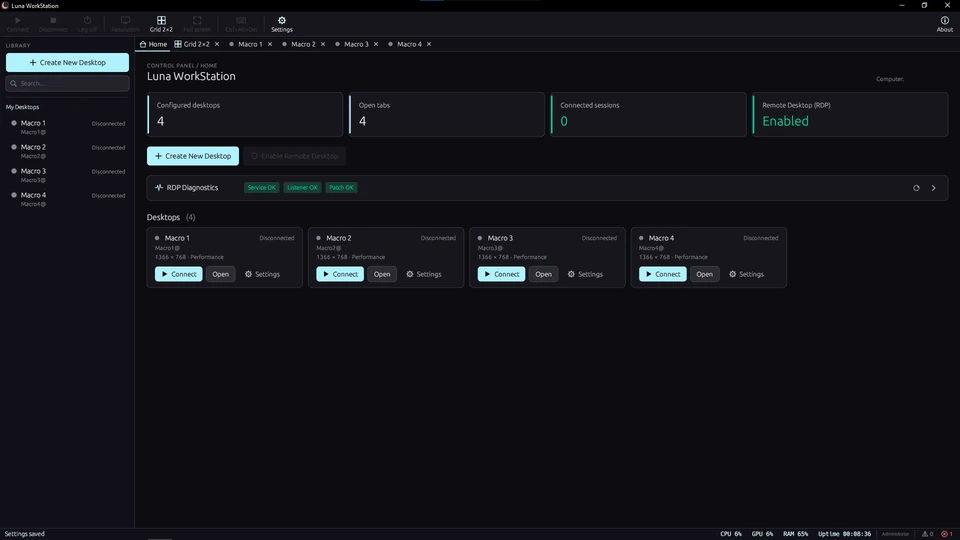 Luna WorkStation
Connect Disconnect Log off Resolution Grid 2×2 Full screen Ctrl+Alt+Del Settings About
LIBRARY
+ Create New Desktop
Search...
My Desktops
Macro 1 Disconnected
Macro1@
Macro 2 Disconnected
Macro2@
Macro 3 Disconnected
Macro3@
Macro 4 Disconnected
Macro4@
Home Grid 2×2 × Macro 1 × Macro 2 × Macro 3 × Macro 4 ×
CONTROL PANEL / HOME
Luna WorkStation
Computer:
Configured desktops
4
Open tabs
4
Connected sessions
0
Remote Desktop (RDP)
Enabled
+ Create New Desktop Enable Remote Desktop
RDP Diagnostics Service OK Listener OK Patch OK
Desktops (4)
Macro 1 Disconnected
Macro1@
1366 × 768 · Performance
Connect Open Settings
Macro 2 Disconnected
Macro2@
1366 × 768 · Performance
Connect Open Settings
Macro 3 Disconnected
Macro3@
1366 × 768 · Performance
Connect Open Settings
Macro 4 Disconnected
Macro4@
1366 × 768 · Performance
Connect Open Settings
Settings saved
CPU 6% GPU 6% RAM 65% Uptime 00:08:36 0 1